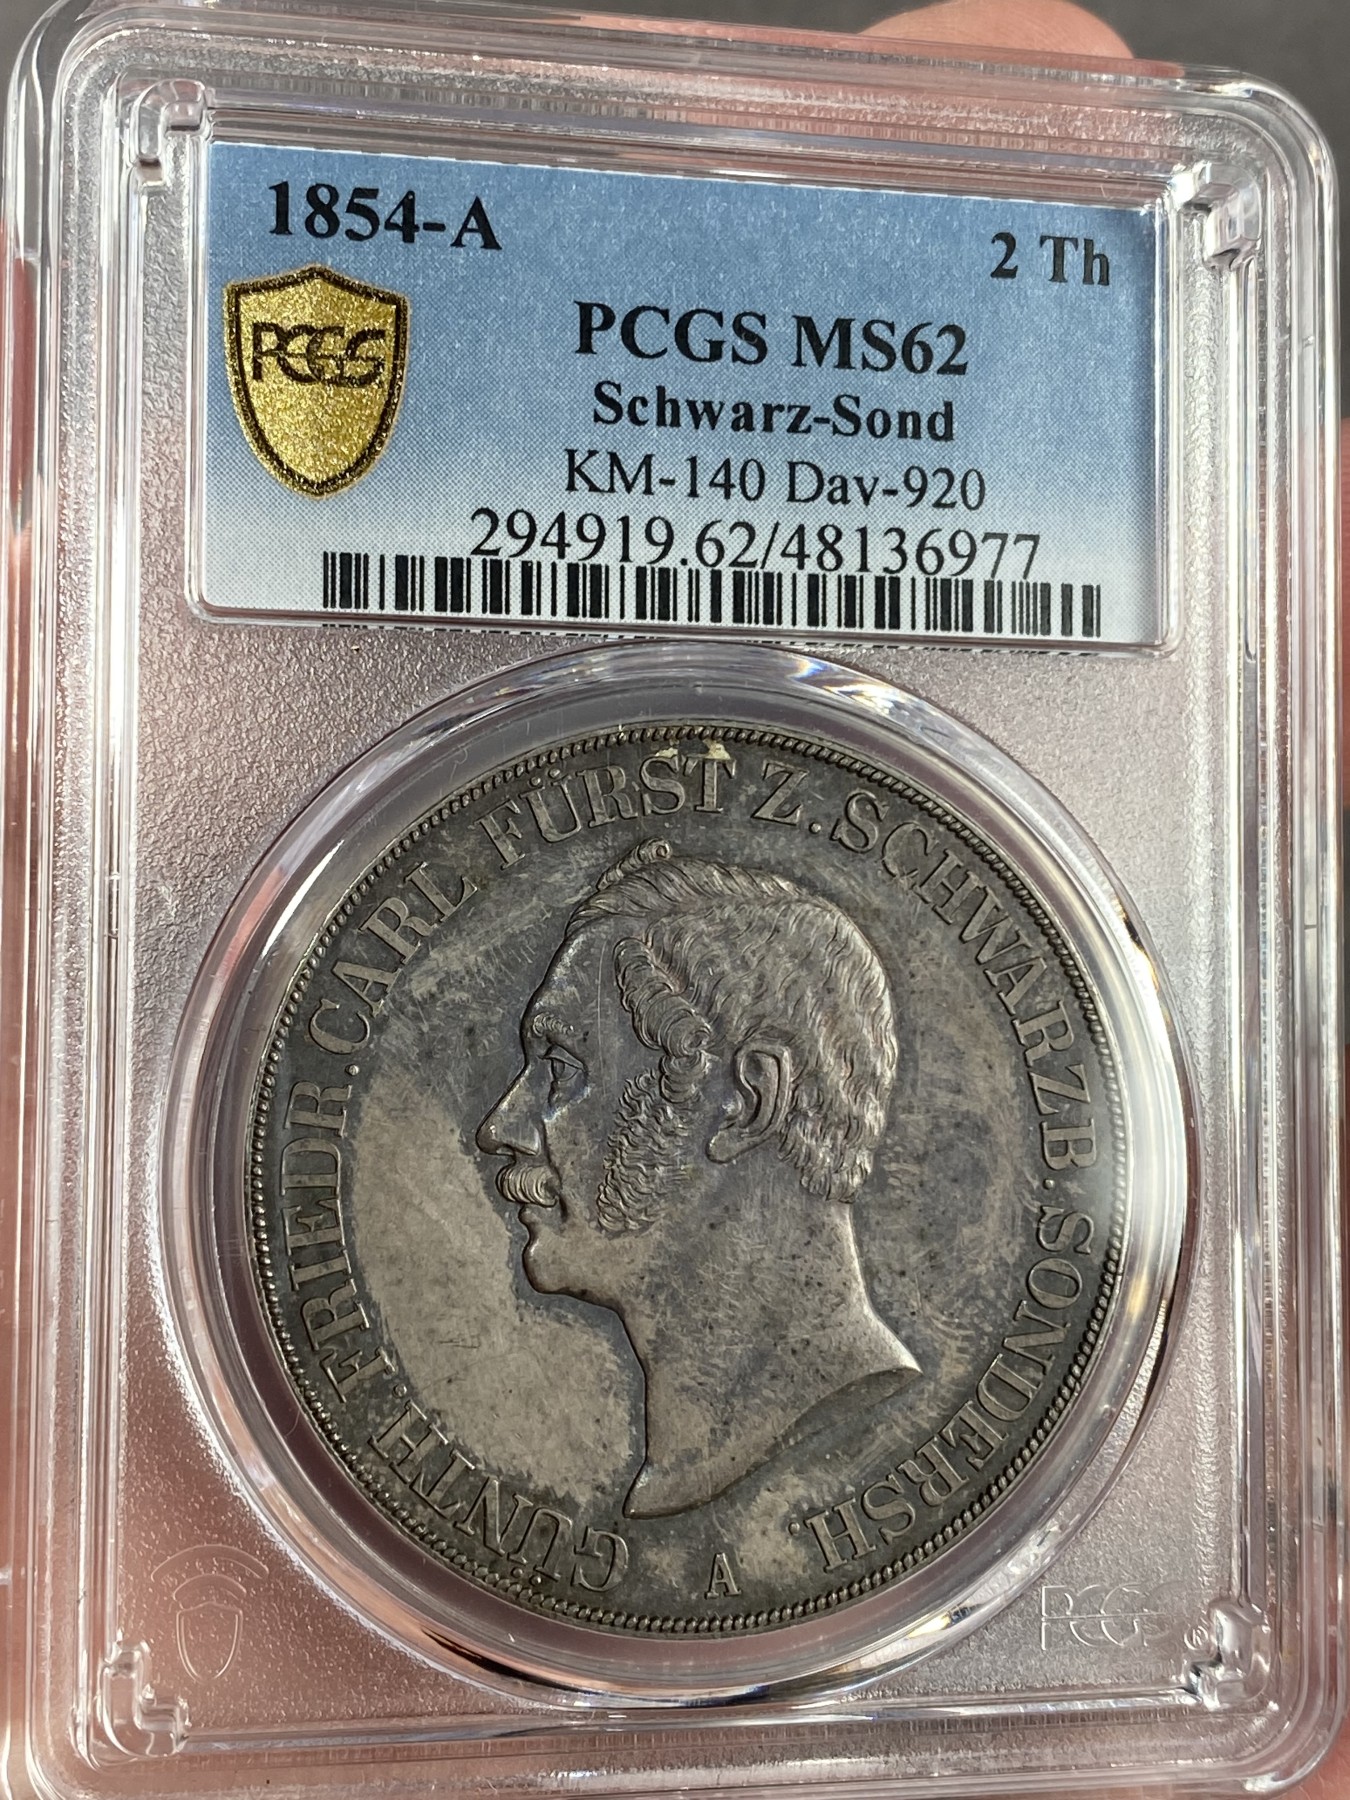 1854-A
2 Th
PCGS
PCGS MS62
Schwarz-Sond
KM-140 Dav-920
294919.62/48136977
GÜNTH. FRIEDR. CARL FÜRST Z. SCHWARZB. SONDERSH.
A
PCGS®